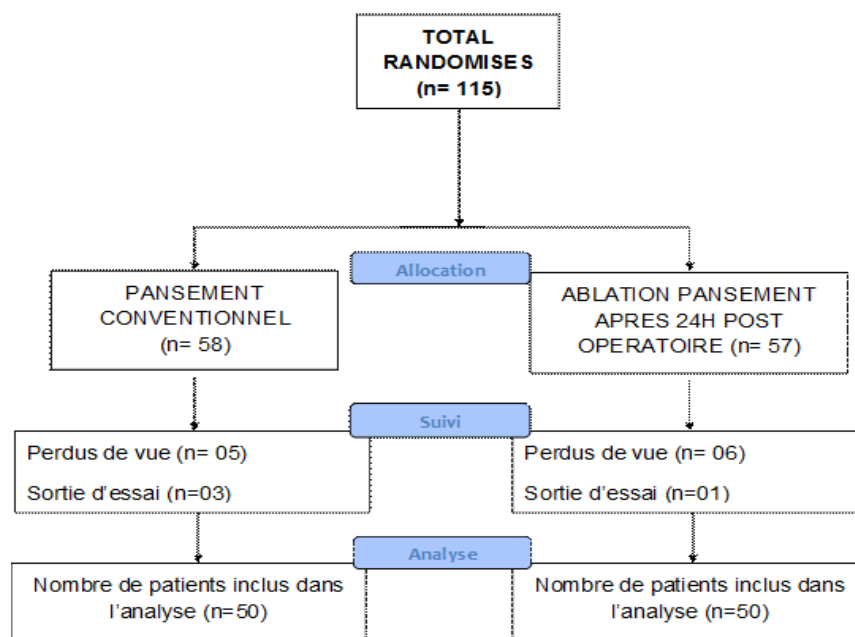 TOTAL
RANDOMISES
(n= 115)
Allocation
PANSEMENT
CONVENTIONNEL
(n= 58)
ABLATION PANSEMENT
APRES 24H POST
OPERATOIRE (n= 57)
Suivi
Perdus de vue (n= 05)
Sortie d'essai (n=03)
Perdus de vue (n= 06)
Sortie d'essai (n=01)
Analyse
Nombre de patients inclus dans
l'analyse (n=50)
Nombre de patients inclus dans
l'analyse (n=50)